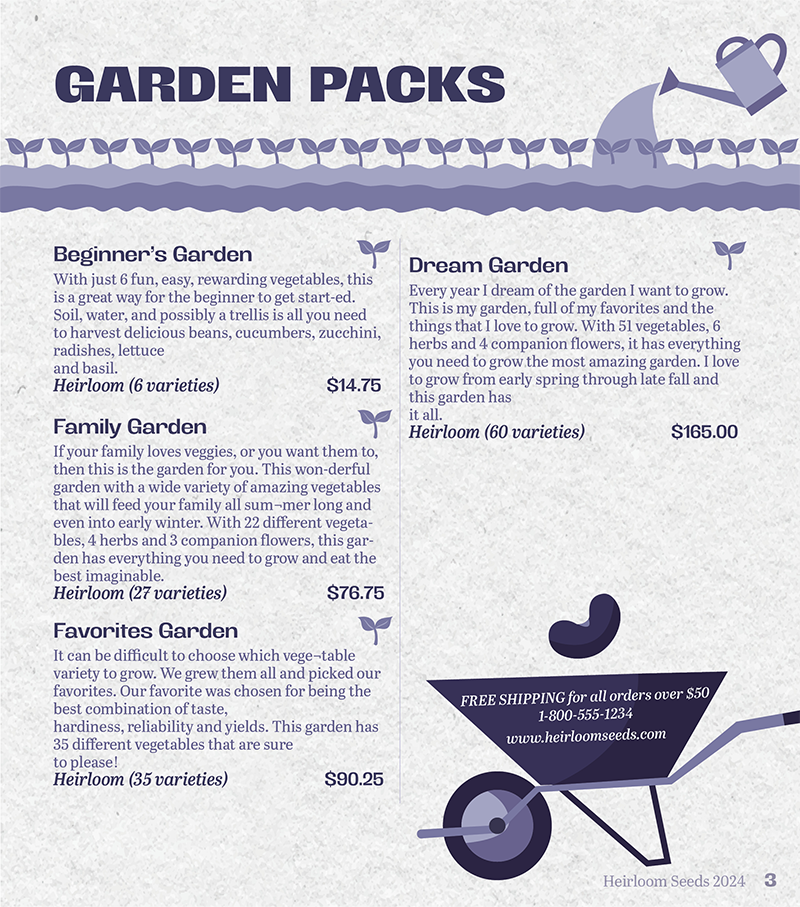 GARDEN PACKS
Beginner's Garden
With just 6 fun, easy, rewarding vegetables, this
is a great way for the beginner to get start-ed.
Soil, water, and possibly a trellis is all you need
to harvest delicious beans, cucumbers, zucchini,
radishes, lettuce
and basil.
Heirloom (6 varieties) $14.75
Family Garden
If your family loves veggies, or you want them to,
then this is the garden for you. This won-derful
garden with a wide variety of amazing vegetables
that will feed your family all sum¬mer long and
even into early winter. With 22 different vegeta-
bles, 4 herbs and 3 companion flowers, this gar-
den has everything you need to grow and eat the
best imaginable.
Heirloom (27 varieties) $76.75
Favorites Garden
It can be difficult to choose which vege¬table
variety to grow. We grew them all and picked our
favorites. Our favorite was chosen for being the
best combination of taste,
hardiness, reliability and yields. This garden has
35 different vegetables that are sure
to please!
Heirloom (35 varieties) $90.25
Dream Garden
Every year I dream of the garden I want to grow.
This is my garden, full of my favorites and the
things that I love to grow. With 51 vegetables, 6
herbs and 4 companion flowers, it has everything
you need to grow the most amazing garden. I love
to grow from early spring through late fall and
this garden has
it all.
Heirloom (60 varieties) $165.00
FREE SHIPPING for all orders over $50
1-800-555-1234
www.heirloomseeds.com
Heirloom Seeds 2024 3